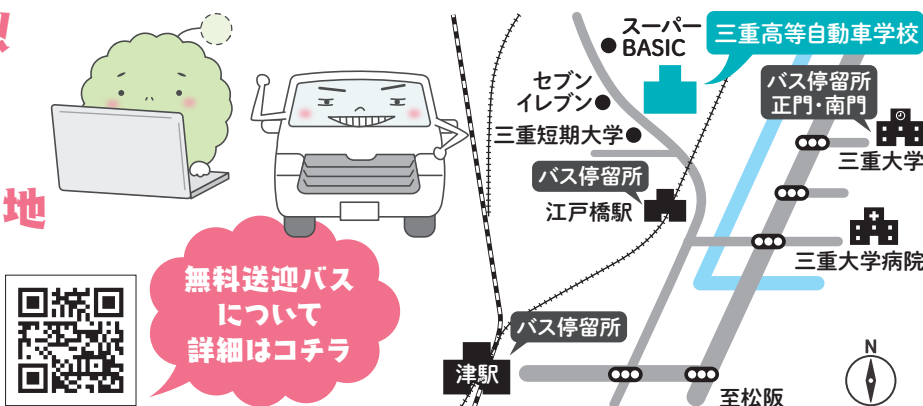 !
地
無料送迎バス
について
詳細はコチラ
スーパー
BASIC
三重高等自動車学校
セブン
イレブン
三重短期大学
バス停留所
正門・南門
三重大学
バス停留所
江戸橋駅
三重大学病院
バス停留所
津駅
至松阪
N